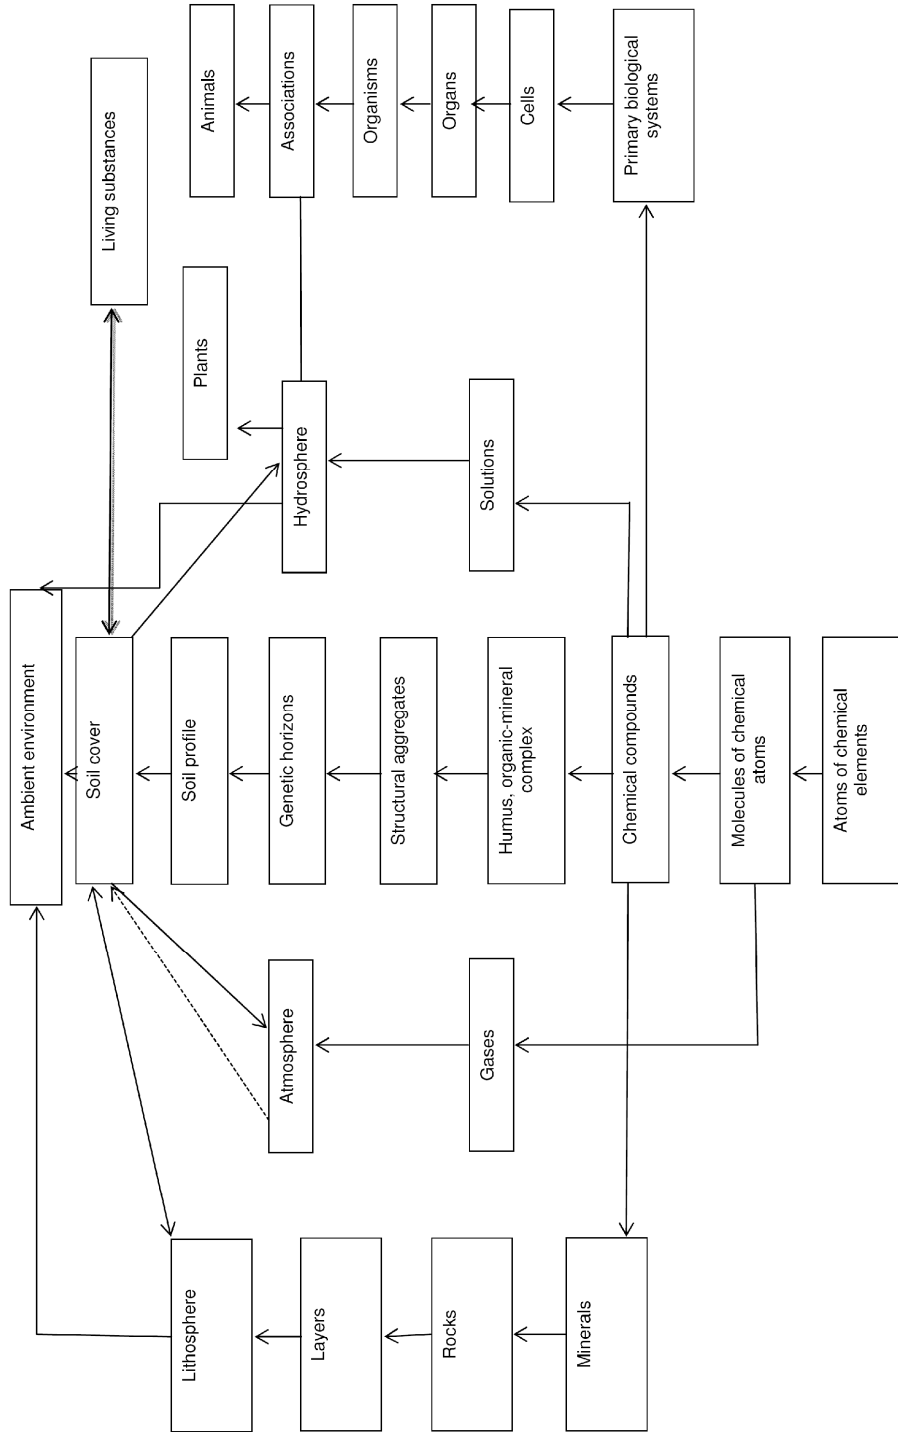 Ambient environment
Living substances
Soil cover
Animals
Plants
Lithosphere
Soil profile
Associations
Atmosphere
Genetic horizons
Hydrosphere
Layers
Organisms
Structural aggregates
Organs
Rocks
Gases
Humus, organic-mineral
complex
Solutions
Cells
Minerals
Chemical compounds
Primary biological
systems
Molecules of chemical
atoms
Atoms of chemical
elements